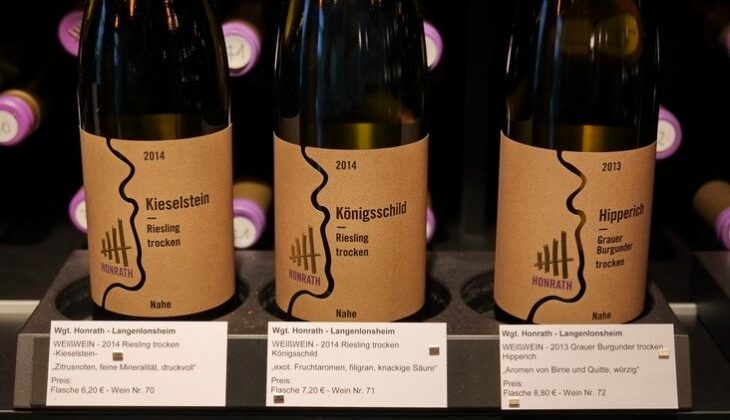 2014
Kieselstein
Riesling
trocken
HONRATH
Nahe
2014
Königsschild
Riesling
trocken
HONRATH
Nahe
2013
Hipperich
Grauer
Burgunder
trocken
HONRATH
Nahe
Wgt. Honrath - Langenlonsheim
WEIßWEIN - 2014 Riesling trocken
-Kieselstein-
„Zitrusnoten, feine Mineralität, druckvoll"
Preis:
Flasche 6,20 € - Wein Nr. 70
Wgt. Honrath - Langenlonsheim
WEIßWEIN - 2014 Riesling trocken
Königsschild
„exot. Fruchtaromen, filigran, knackige Säure"
Preis:
Flasche 7,20 € - Wein Nr. 71
Wgt. Honrath - Langenlonsheim
WEIßWEIN - 2013 Grauer Burgunder trocken
Hipperich
„Aromen von Birne und Quitte, würzig"
Preis:
Flasche 8,80 € - Wein Nr. 72